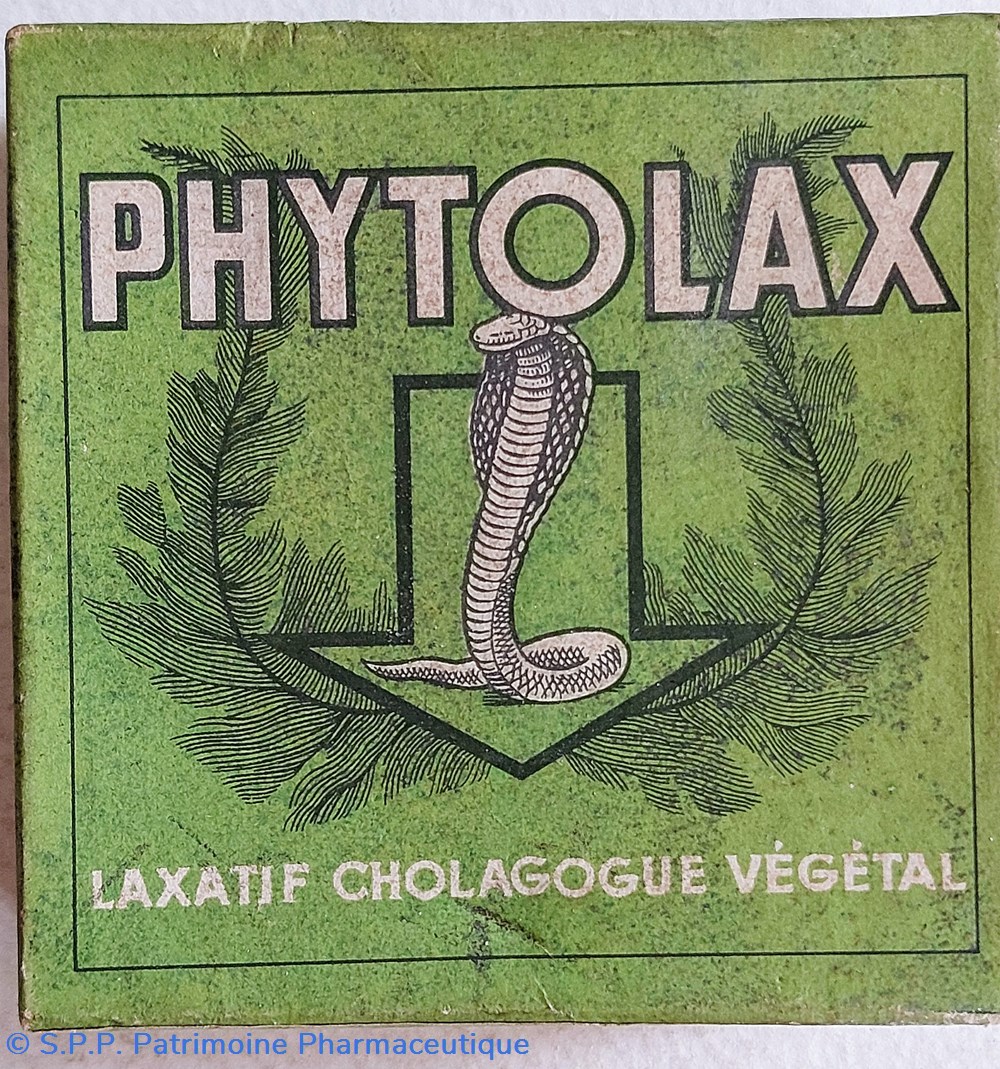 PHYTOLAX
LAXATIF CHOLAGOGUE VÉGÉTAL
© S.P.P. Patrimoine Pharmaceutique